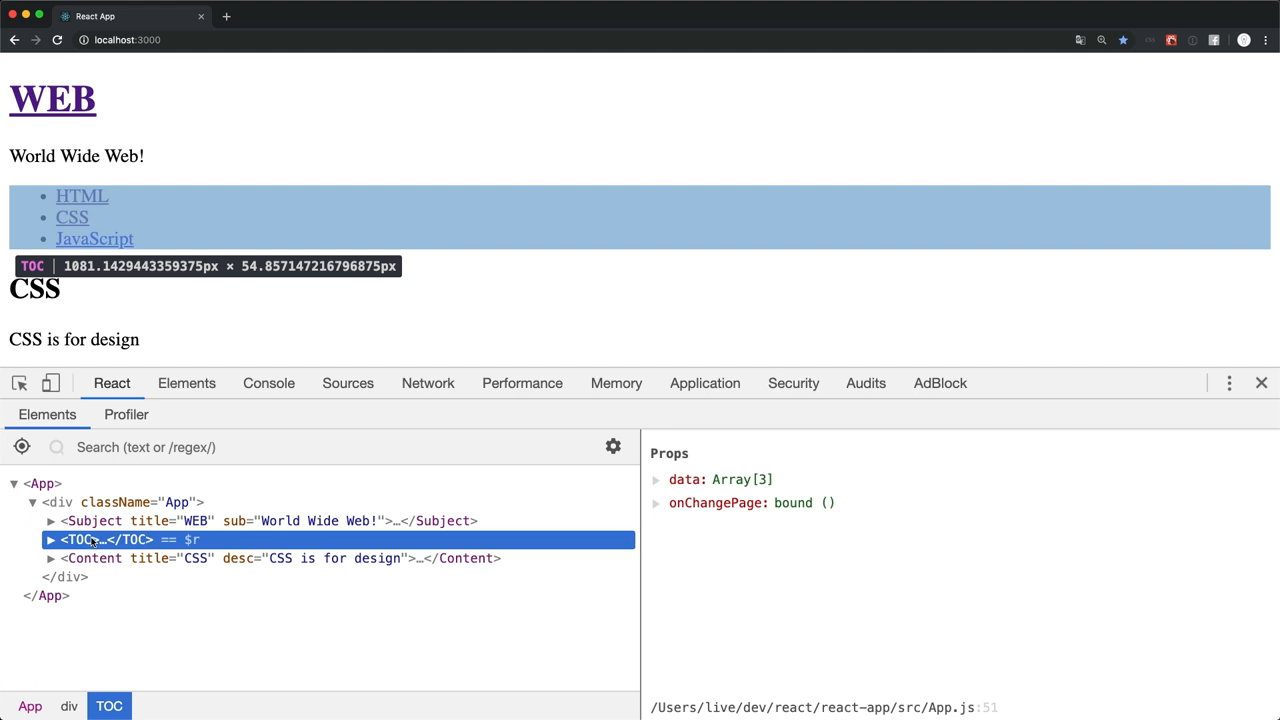 React App
localhost:3000
WEB
World Wide Web!
HTML
CSS
JavaScript
TOC | 1081.1429443359375px × 54.857147216796875px
CSS
CSS is for design
React Elements Console Sources Network Performance Memory Application Security Audits AdBlock
Elements Profiler
Search (text or /regex/)
<App>
<div className="App">
<Subject title="WEB" sub="World Wide Web!">…</Subject>
<TOC>…</TOC> == $r
<Content title="CSS" desc="CSS is for design">…</Content>
</div>
</App>
App div TOC
Props
data: Array[3]
onChangePage: bound ()
/Users/live/dev/react/react-app/src/App.js:51